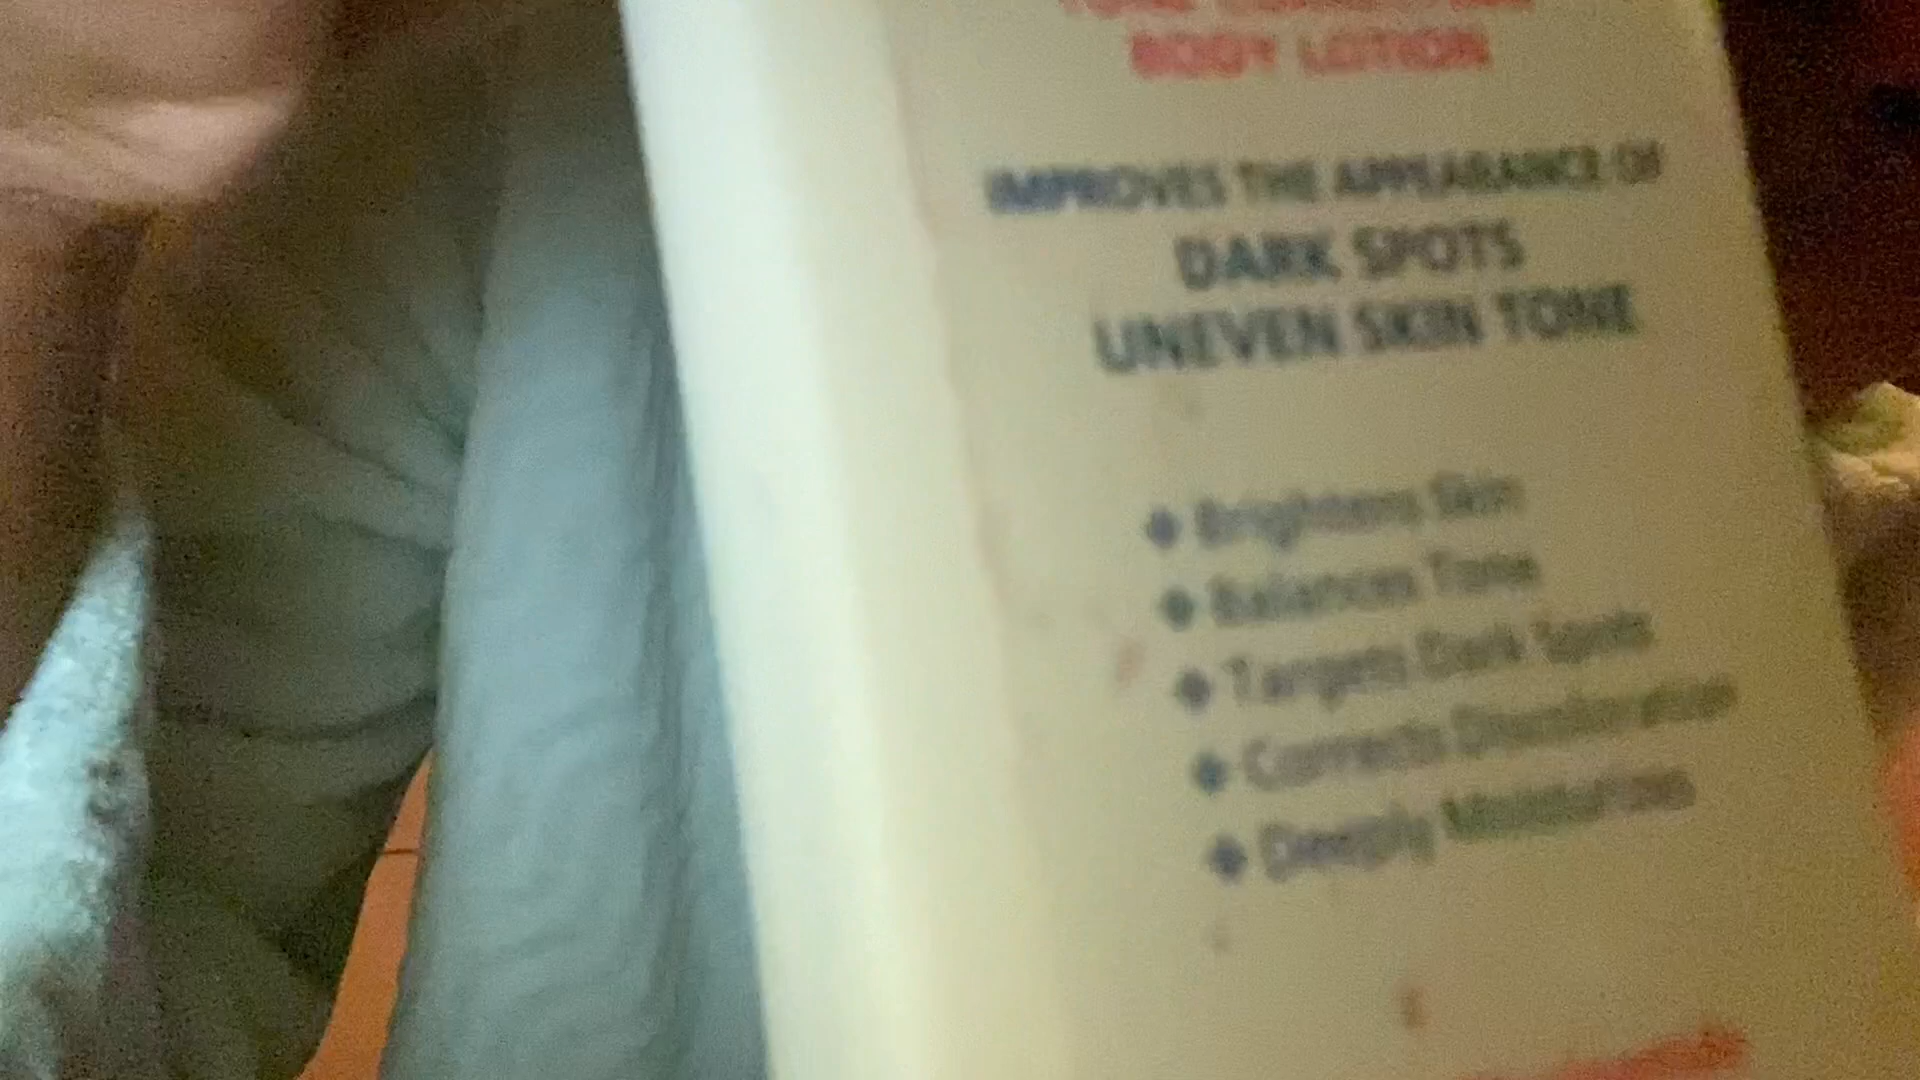 BODY LOTION
IMPROVES THE APPEARANCE OF
DARK SPOTS
UNEVEN SKIN TONE
Brightens Skin
Balances Tone
Targets Dark Spots
Corrects Discoloration
Deeply Moisturizes